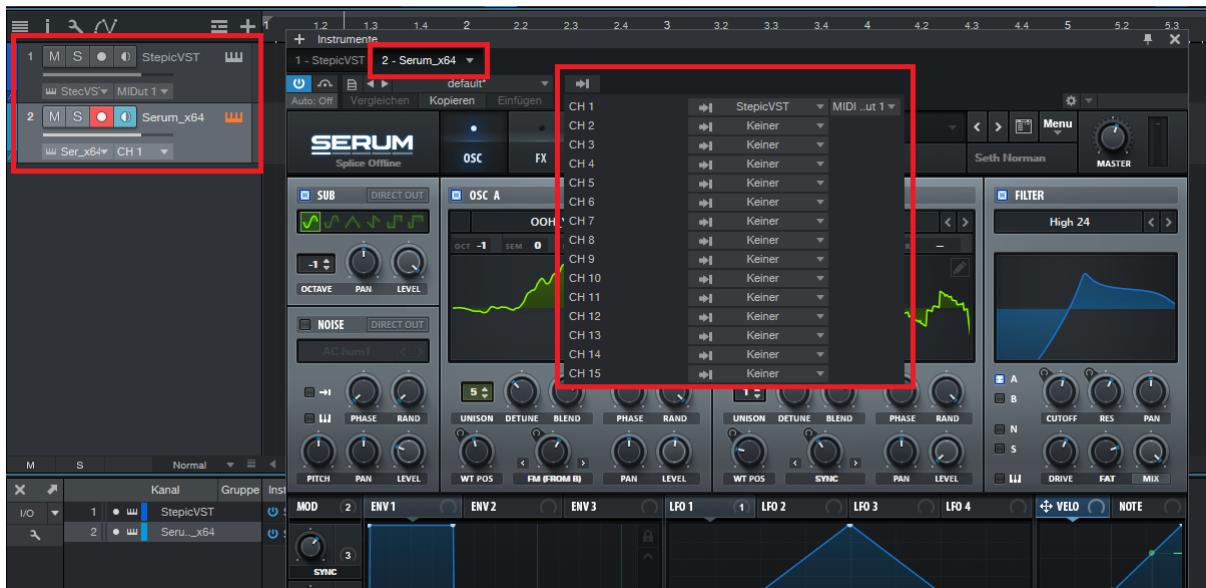 1 1.2 1.3 1.4 2 2.2 2.3 2.4 3 3.2 3.3 3.4 4 4.2 4.3 4.4 5 5.2 5.3
Instrumente
1 M S StepicVST
StecVS' MIDut 1
2 M S Serum_x64
Ser_x64 CH 1
1 - StepicVST 2 - Serum_x64
default*
Auto: Off Vergleichen Kopieren Einfügen
CH 1 StepicVST MIDI ..ut 1
CH 2 Keiner
CH 3 Keiner
CH 4 Keiner
CH 5 Keiner
CH 6 Keiner
CH 7 Keiner
CH 8 Keiner
CH 9 Keiner
CH 10 Keiner
CH 11 Keiner
CH 12 Keiner
CH 13 Keiner
CH 14 Keiner
CH 15 Keiner
SERUM
Splice Offline
OSC FX
Menu
Seth Norman
MASTER
SUB DIRECT OUT
-1
OCTAVE PAN LEVEL
NOISE DIRECT OUT
AC hum1
PHASE RAND
PITCH PAN LEVEL
OSC A
OOH
OCT -1 SEM 0
5
UNISON DETUNE BLEND PHASE RAND
WT POS FM (FROM B) PAN LEVEL
1
UNISON DETUNE BLEND PHASE RAND
WT POS SYNC PAN LEVEL
FILTER
High 24
A
B
N
S
CUTOFF RES PAN
DRIVE FAT MIX
M S Normal
Kanal Gruppe Inst
I/O 1 StepicVST
2 Seru.._x64
MOD 2 ENV 1 ENV 2 ENV 3 LFO 1 1 LFO 2 LFO 3 LFO 4 VELO NOTE
3
SYNC